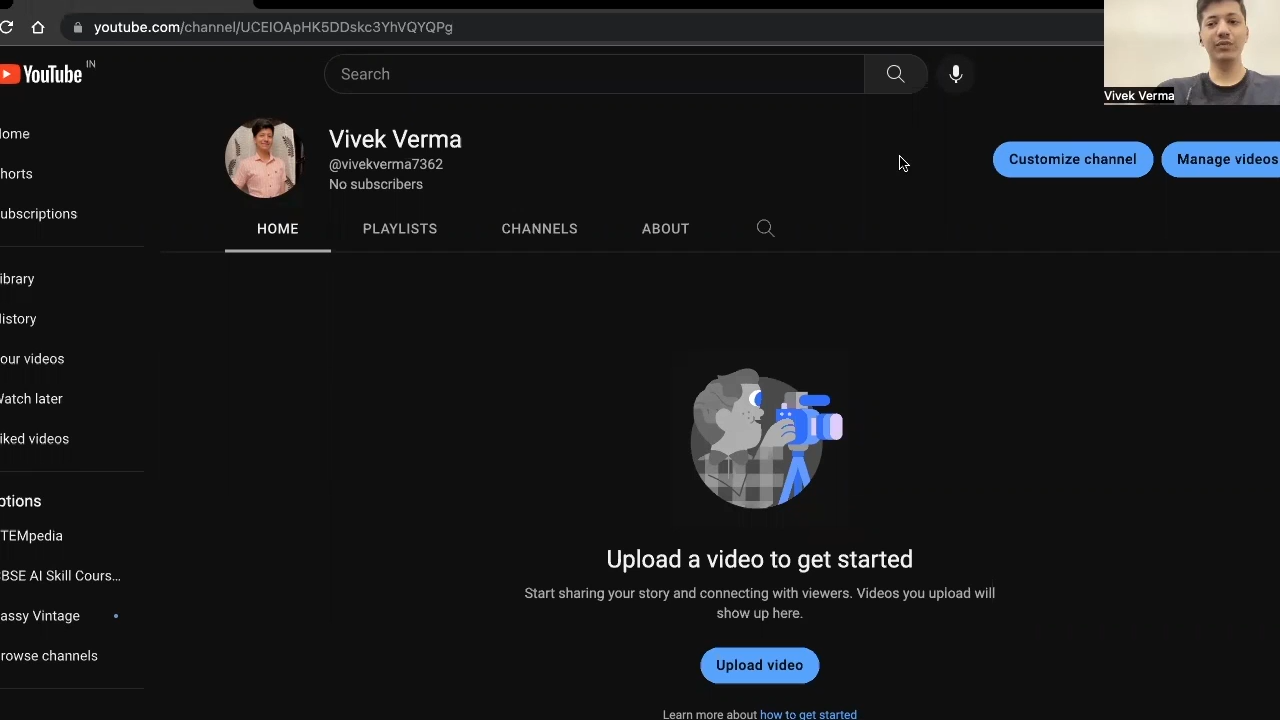 youtube.com/channel/UCEIOApHK5DDskc3YhVQYQPg
YouTube IN
Search
Vivek Verma
Vivek Verma
@vivekverma7362
No subscribers
Customize channel
Manage videos
HOME
PLAYLISTS
CHANNELS
ABOUT
ome
horts
ubscriptions
ibrary
istory
our videos
Vatch later
iked videos
ptions
TEMpedia
BSE AI Skill Cours...
assy Vintage
rowse channels
Upload a video to get started
Start sharing your story and connecting with viewers. Videos you upload will
show up here.
Upload video
Learn more about how to get started